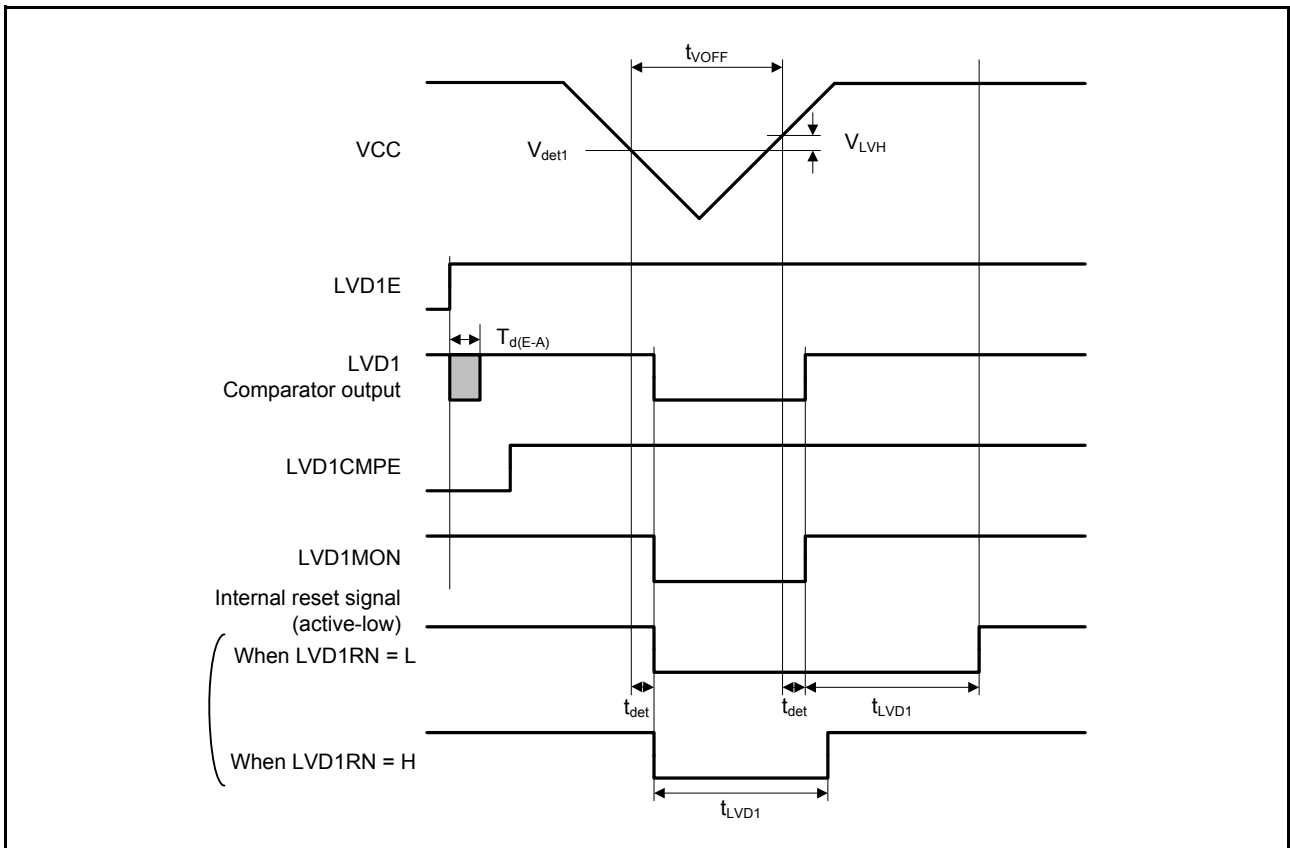 tVOFF
VCC
Vdet1
VLVH
LVD1E
Td(E-A)
LVD1
Comparator output
LVD1CMPE
LVD1MON
Internal reset signal
(active-low)
When LVD1RN = L
tdet
tdet
tLVD1
When LVD1RN = H
tLVD1